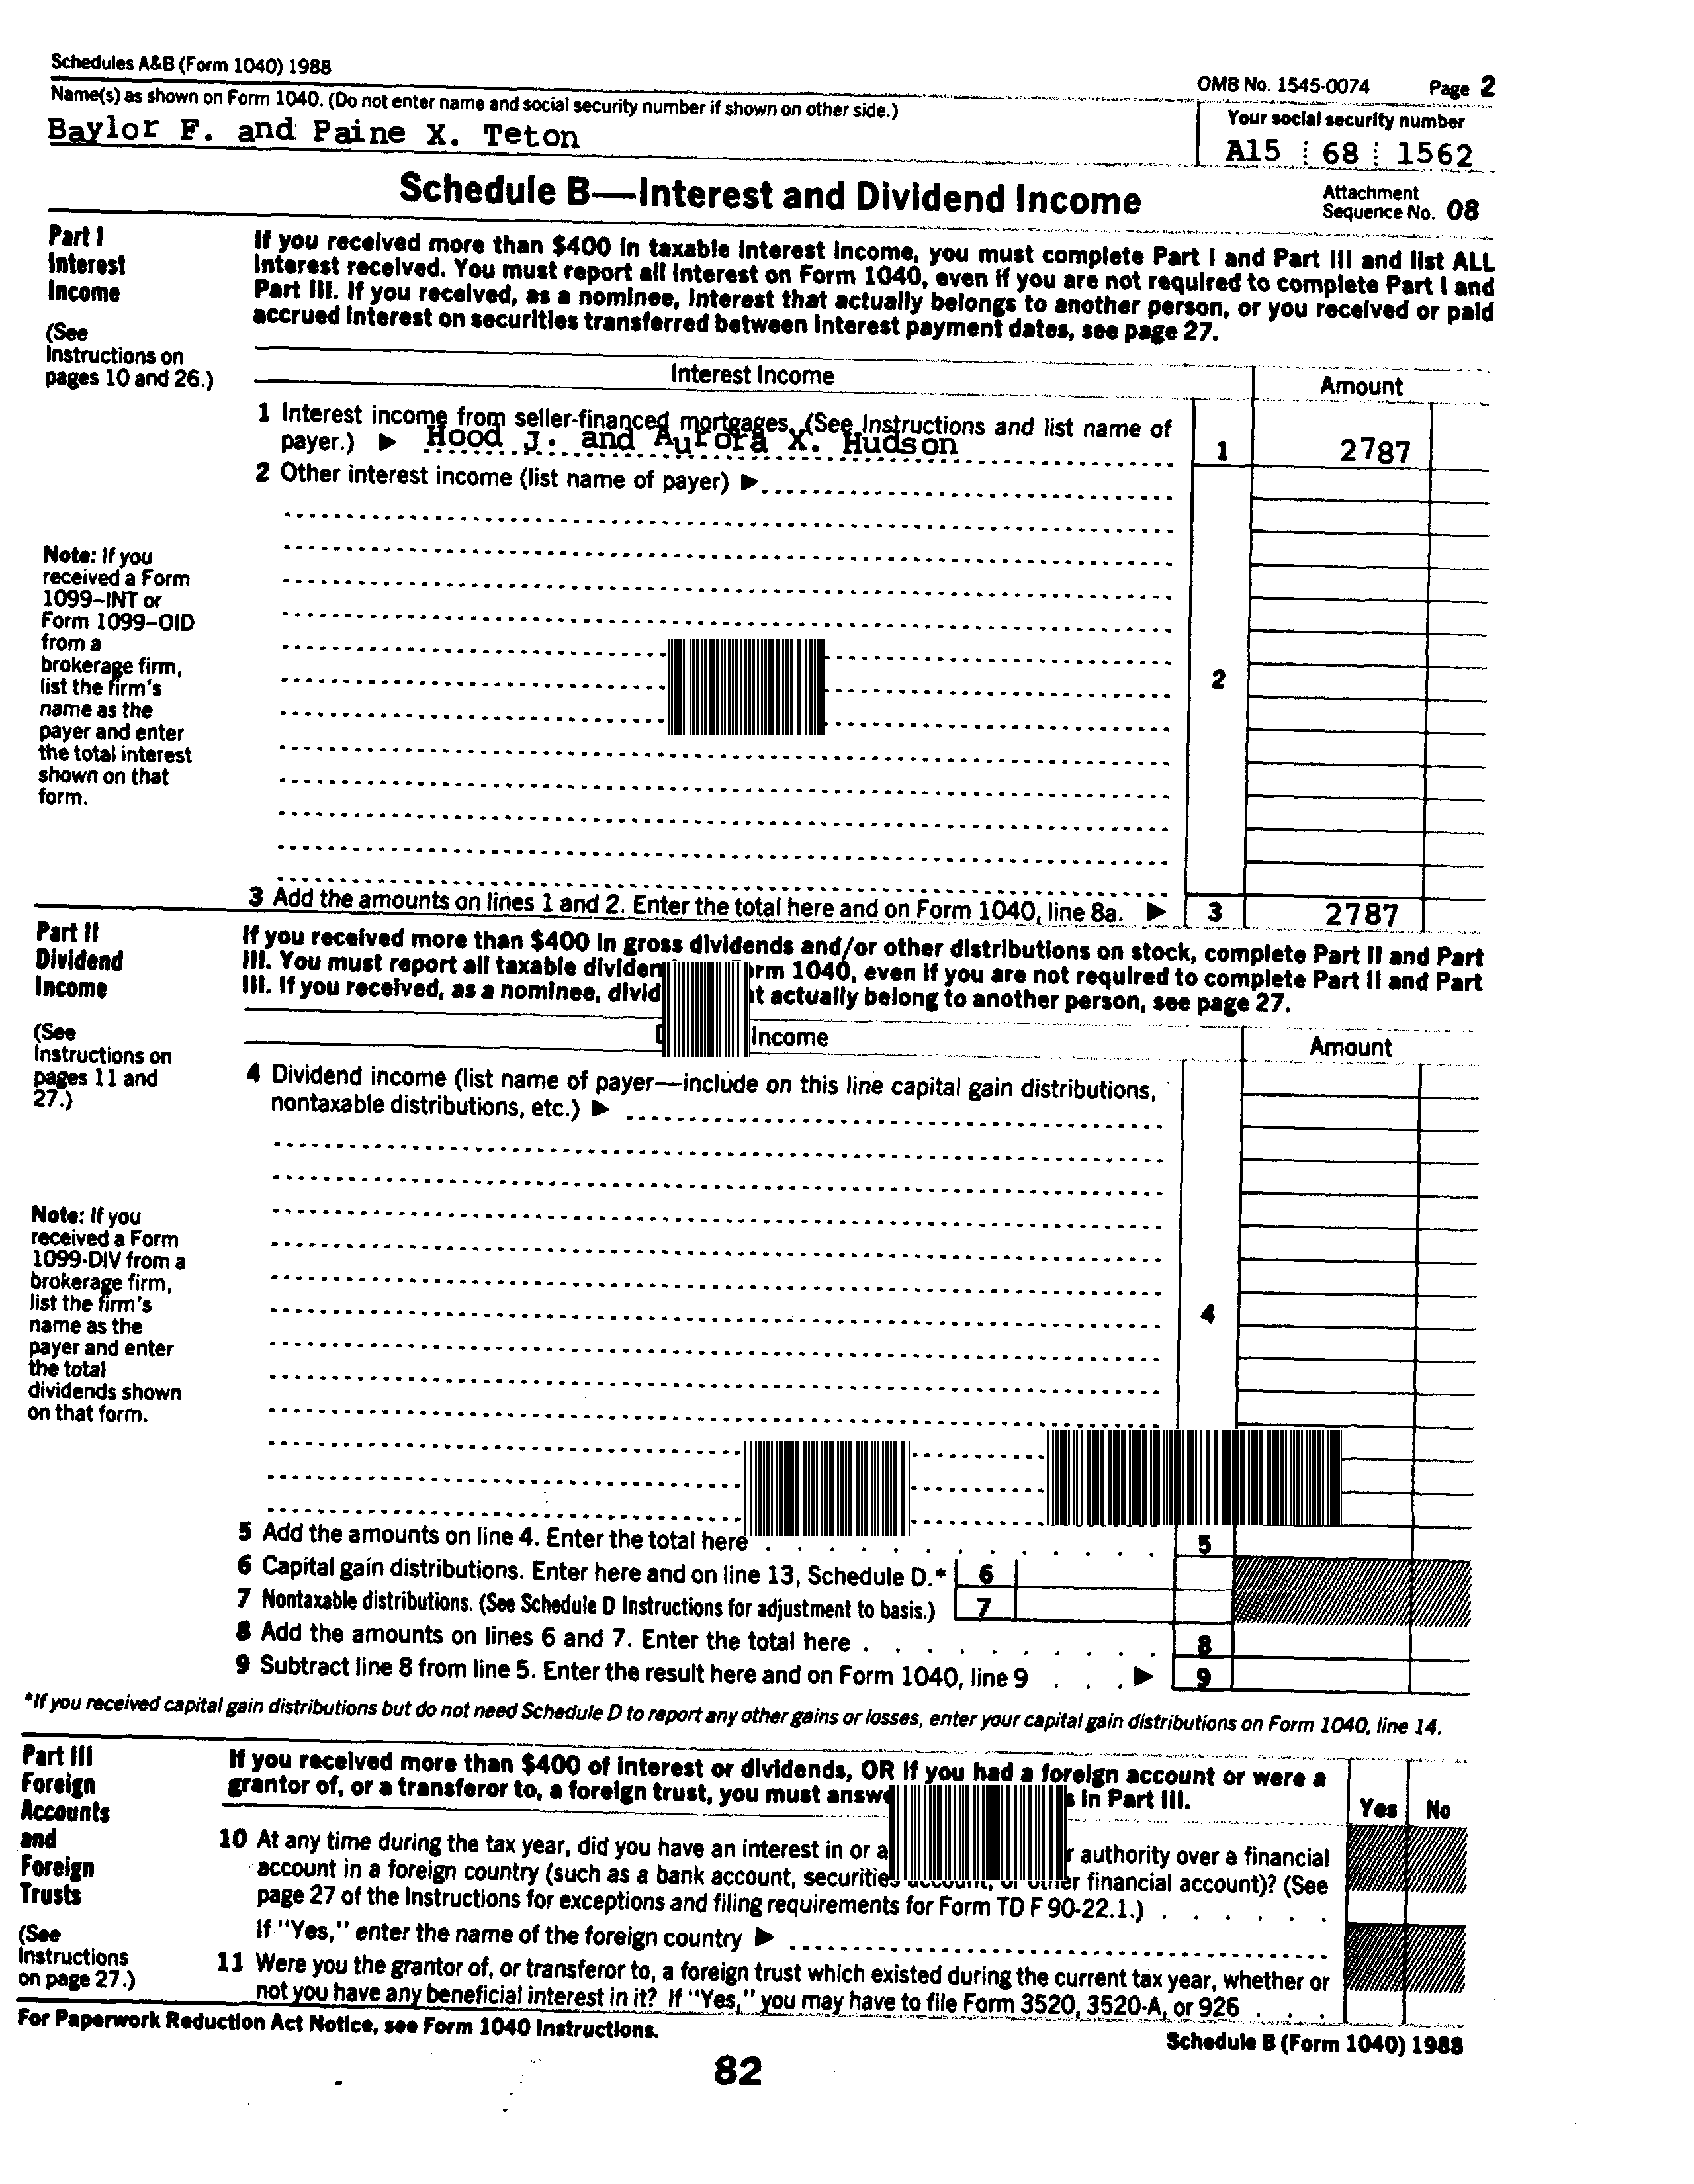 Schedules A&B (Form 1040) 1988
OMB No. 1545-0074 Page 2
Name(s) as shown on Form 1040. (Do not enter name and social security number if shown on other side.)
Your social security number
Baylor F. and Paine X. Teton
A15 68 1562
Schedule B—Interest and Dividend Income
Attachment
Sequence No. 08
Part I
Interest
Income
(See
Instructions on
pages 10 and 26.)
If you received more than $400 in taxable interest income, you must complete Part I and Part III and list ALL
interest received. You must report all interest on Form 1040, even if you are not required to complete Part I and
Part III. If you received, as a nominee, interest that actually belongs to another person, or you received or paid
accrued interest on securities transferred between interest payment dates, see page 27.
Interest Income
Amount
1 Interest income from seller-financed mortgages. (See Instructions and list name of
payer.) ▶ Hood J. and Aurora X. Hudson
1 2787
2 Other interest income (list name of payer) ▶
Note: If you
received a Form
1099–INT or
Form 1099–OID
from a
brokerage firm,
list the firm's
name as the
payer and enter
the total interest
shown on that
form.
2
3 Add the amounts on lines 1 and 2. Enter the total here and on Form 1040, line 8a. ▶ 3 2787
Part II
Dividend
Income
(See
Instructions on
pages 11 and
27.)
If you received more than $400 in gross dividends and/or other distributions on stock, complete Part II and Part
III. You must report all taxable dividen rm 1040, even if you are not required to complete Part II and Part
III. If you received, as a nominee, divid t actually belong to another person, see page 27.
Income
Amount
4 Dividend income (list name of payer—include on this line capital gain distributions,
nontaxable distributions, etc.) ▶
Note: If you
received a Form
1099-DIV from a
brokerage firm,
list the firm's
name as the
payer and enter
the total
dividends shown
on that form.
4
5 Add the amounts on line 4. Enter the total here 5
6 Capital gain distributions. Enter here and on line 13, Schedule D.* 6
7 Nontaxable distributions. (See Schedule D Instructions for adjustment to basis.) 7
8 Add the amounts on lines 6 and 7. Enter the total here 8
9 Subtract line 8 from line 5. Enter the result here and on Form 1040, line 9 ▶ 9
*If you received capital gain distributions but do not need Schedule D to report any other gains or losses, enter your capital gain distributions on Form 1040, line 14.
Part III
Foreign
Accounts
and
Foreign
Trusts
(See
Instructions
on page 27.)
If you received more than $400 of interest or dividends, OR if you had a foreign account or were a
grantor of, or a transferor to, a foreign trust, you must answe s in Part III.
Yes No
10 At any time during the tax year, did you have an interest in or a r authority over a financial
account in a foreign country (such as a bank account, securities account, or other financial account)? (See
page 27 of the Instructions for exceptions and filing requirements for Form TD F 90-22.1.)
If "Yes," enter the name of the foreign country ▶
11 Were you the grantor of, or transferor to, a foreign trust which existed during the current tax year, whether or
not you have any beneficial interest in it? If "Yes," you may have to file Form 3520, 3520-A, or 926
For Paperwork Reduction Act Notice, see Form 1040 Instructions.
Schedule B (Form 1040) 1988
82